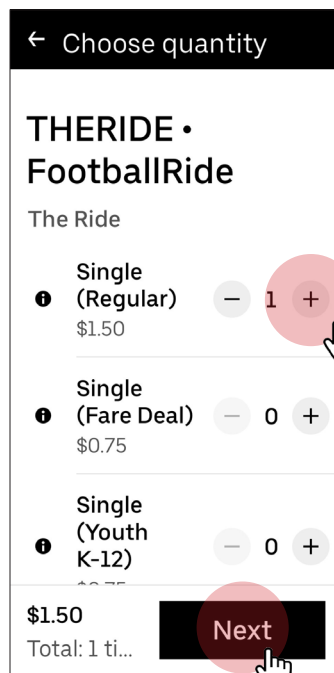 ← Choose quantity
THERIDE •
FootballRide
The Ride
Single
(Regular)
− 1 +
$1.50
Single
(Fare Deal)
− 0 +
$0.75
Single
(Youth
K-12)
− 0 +
$1.50
Total: 1 ti...
Next